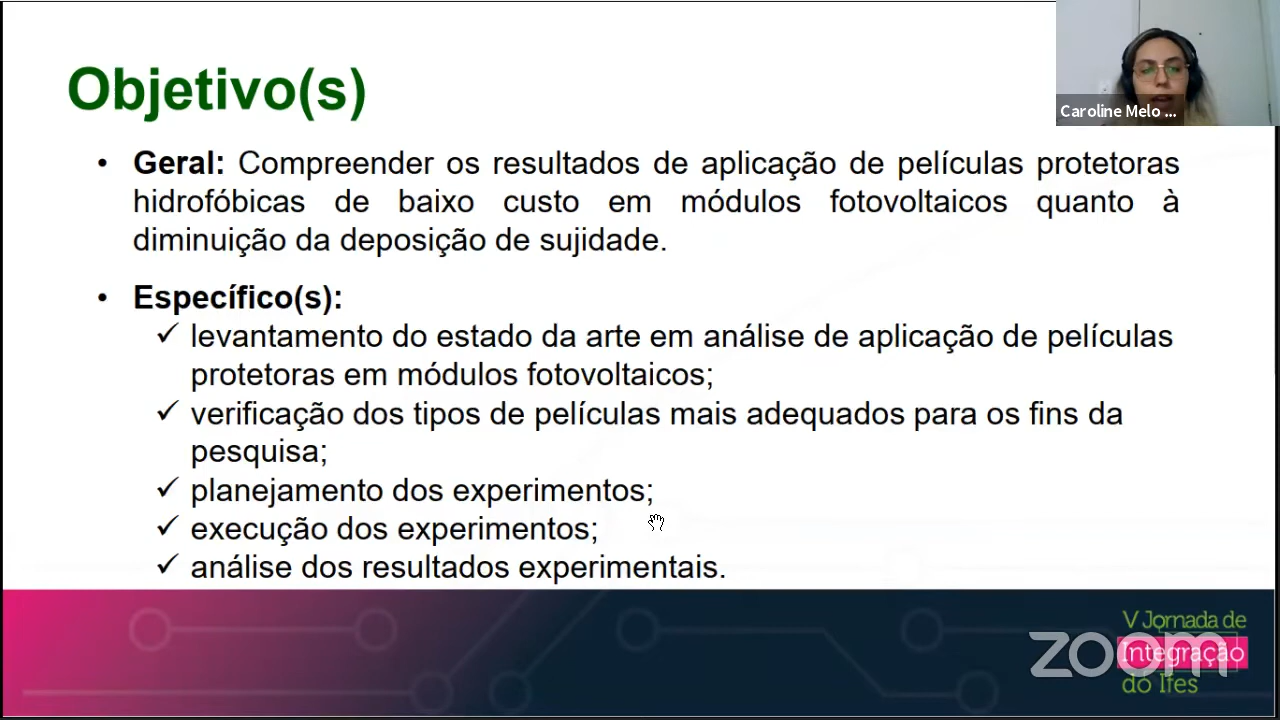 Objetivo(s)
Caroline Melo ...
• Geral: Compreender os resultados de aplicação de películas protetoras
hidrofóbicas de baixo custo em módulos fotovoltaicos quanto à
diminuição da deposição de sujidade.
• Específico(s):
✓ levantamento do estado da arte em análise de aplicação de películas
protetoras em módulos fotovoltaicos;
✓ verificação dos tipos de películas mais adequados para os fins da
pesquisa;
✓ planejamento dos experimentos;
✓ execução dos experimentos;
✓ análise dos resultados experimentais.
V Jornada de
Integração
do Ifes
zoom